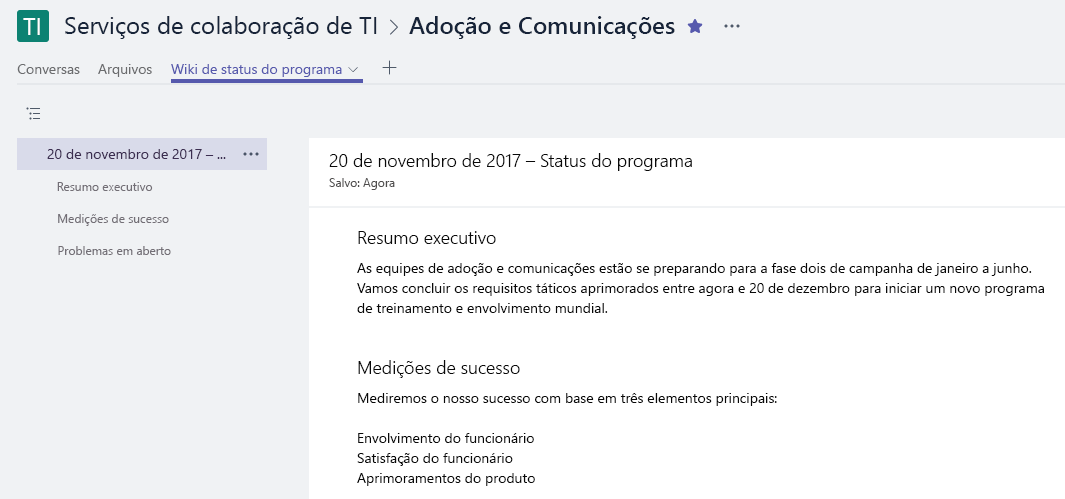 TI Serviços de colaboração de TI > Adoção e Comunicações ★ ···
Conversas Arquivos Wiki de status do programa +
20 de novembro de 2017 – ... ···
Resumo executivo
Medições de sucesso
Problemas em aberto
20 de novembro de 2017 – Status do programa
Salvo: Agora
Resumo executivo
As equipes de adoção e comunicações estão se preparando para a fase dois de campanha de janeiro a junho.
Vamos concluir os requisitos táticos aprimorados entre agora e 20 de dezembro para iniciar um novo programa
de treinamento e envolvimento mundial.
Medições de sucesso
Mediremos o nosso sucesso com base em três elementos principais:
Envolvimento do funcionário
Satisfação do funcionário
Aprimoramentos do produto